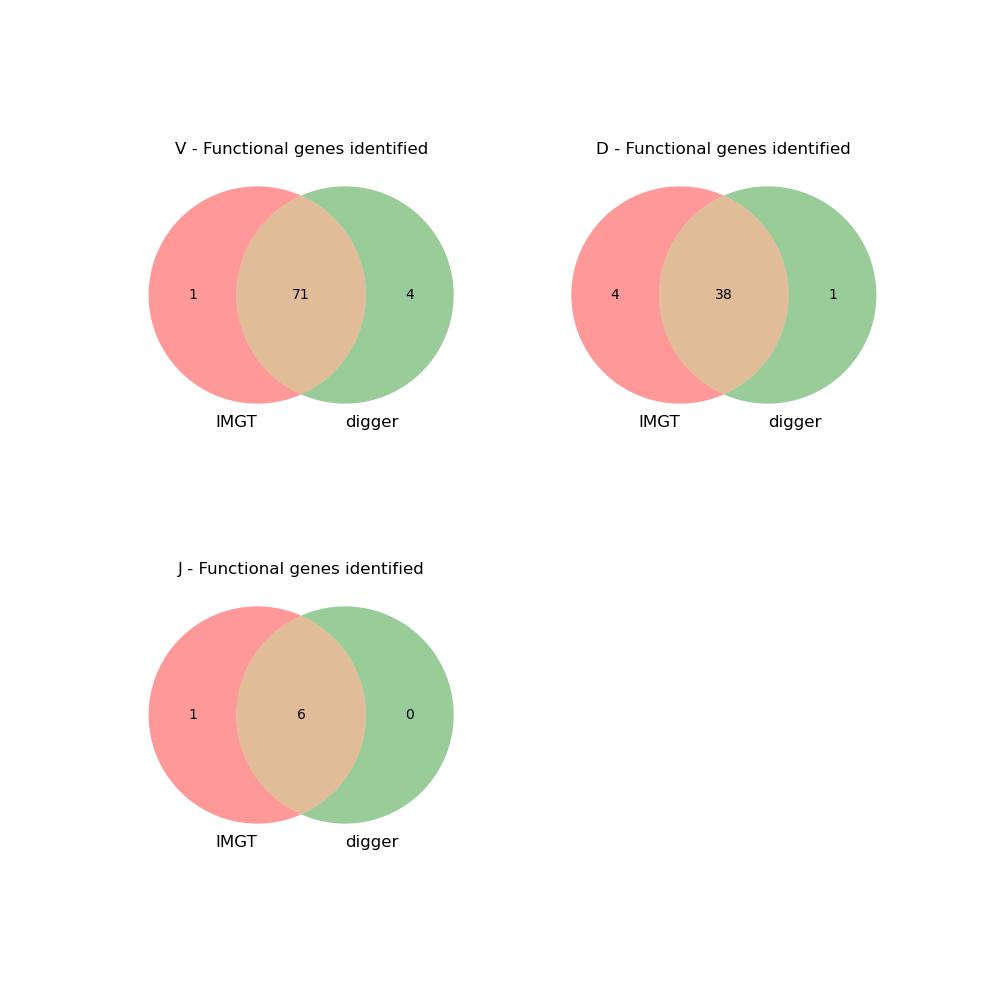 V - Functional genes identified
1
71
4
IMGT
digger
D - Functional genes identified
4
38
1
IMGT
digger
J - Functional genes identified
1
6
0
IMGT
digger